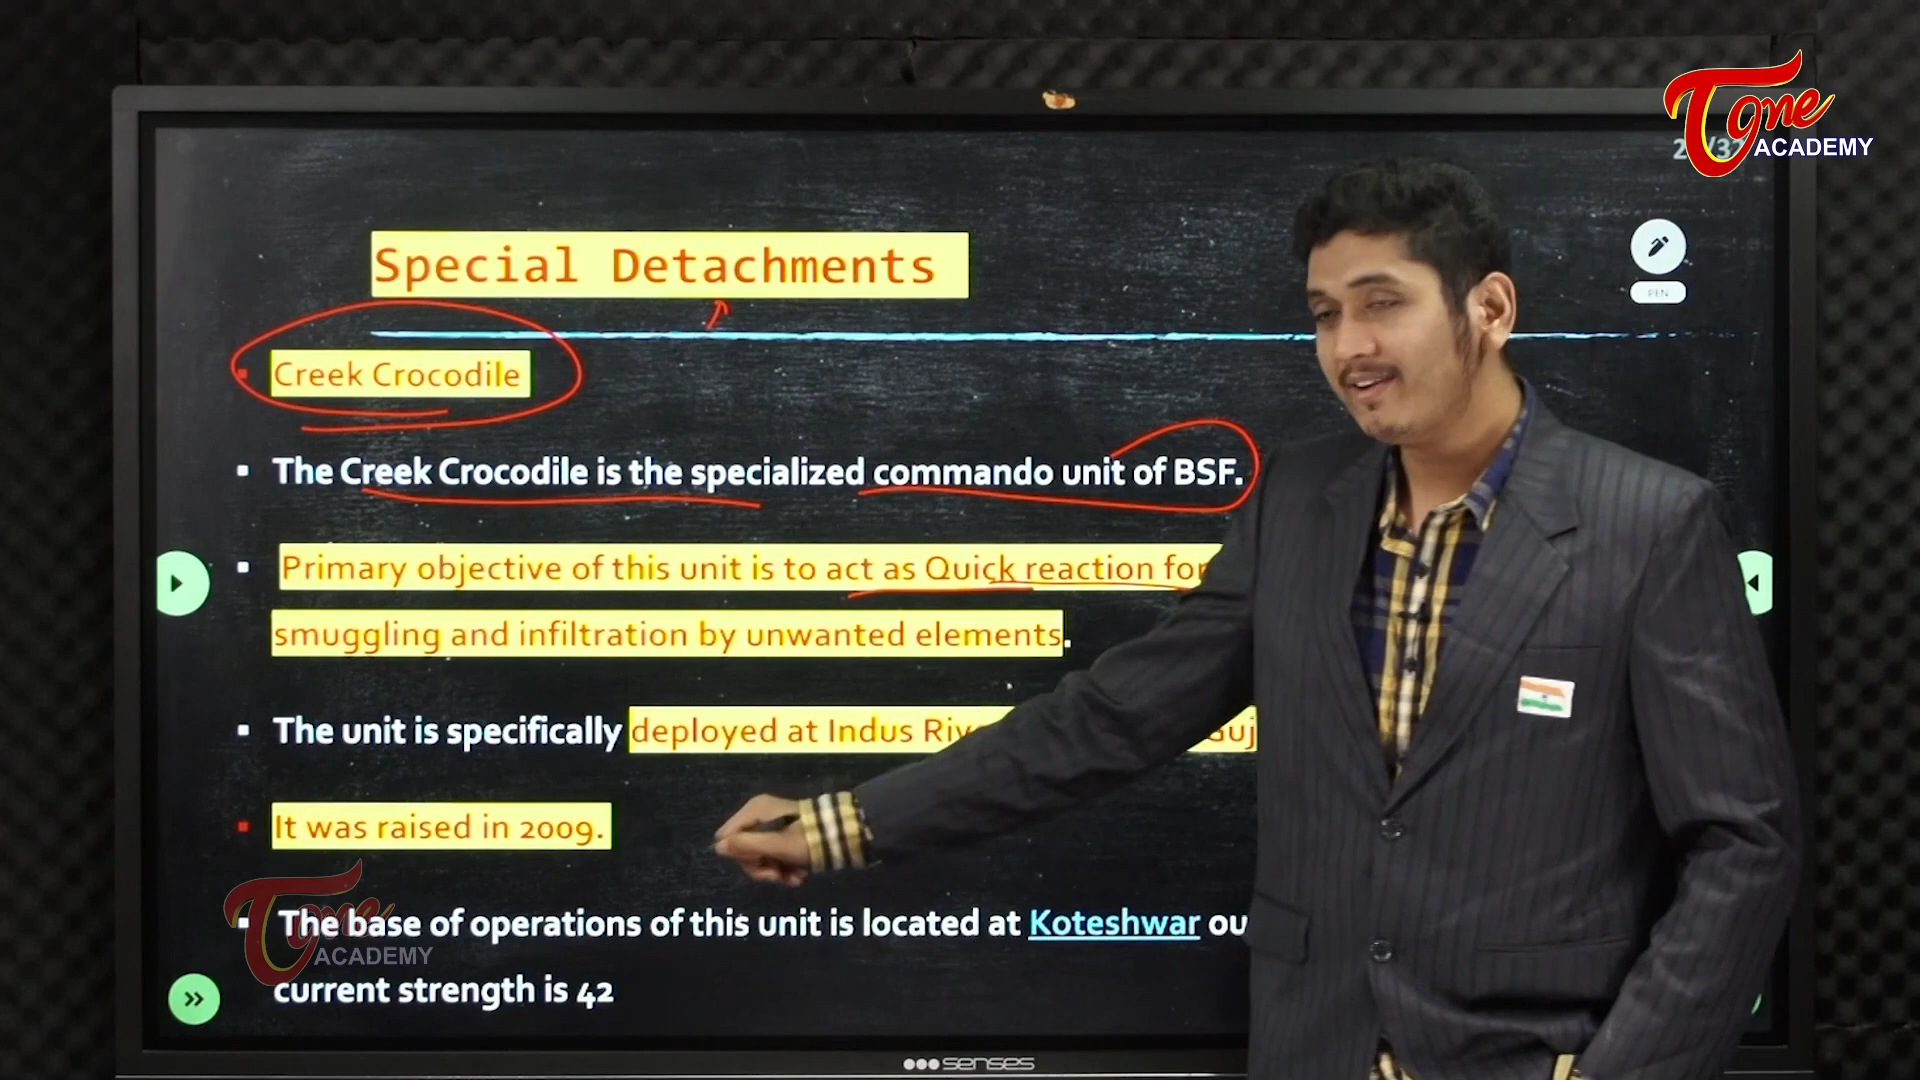 Tone
ACADEMY
Special Detachments
PEN
Creek Crocodile
The Creek Crocodile is the specialized commando unit of BSF.
Primary objective of this unit is to act as Quick reaction
smuggling and infiltration by unwanted elements.
The unit is specifically deployed at Indus
It was raised in 2009.
Tone
ACADEMY
The base of operations of this unit is located at Koteshwar
current strength is 42
senses